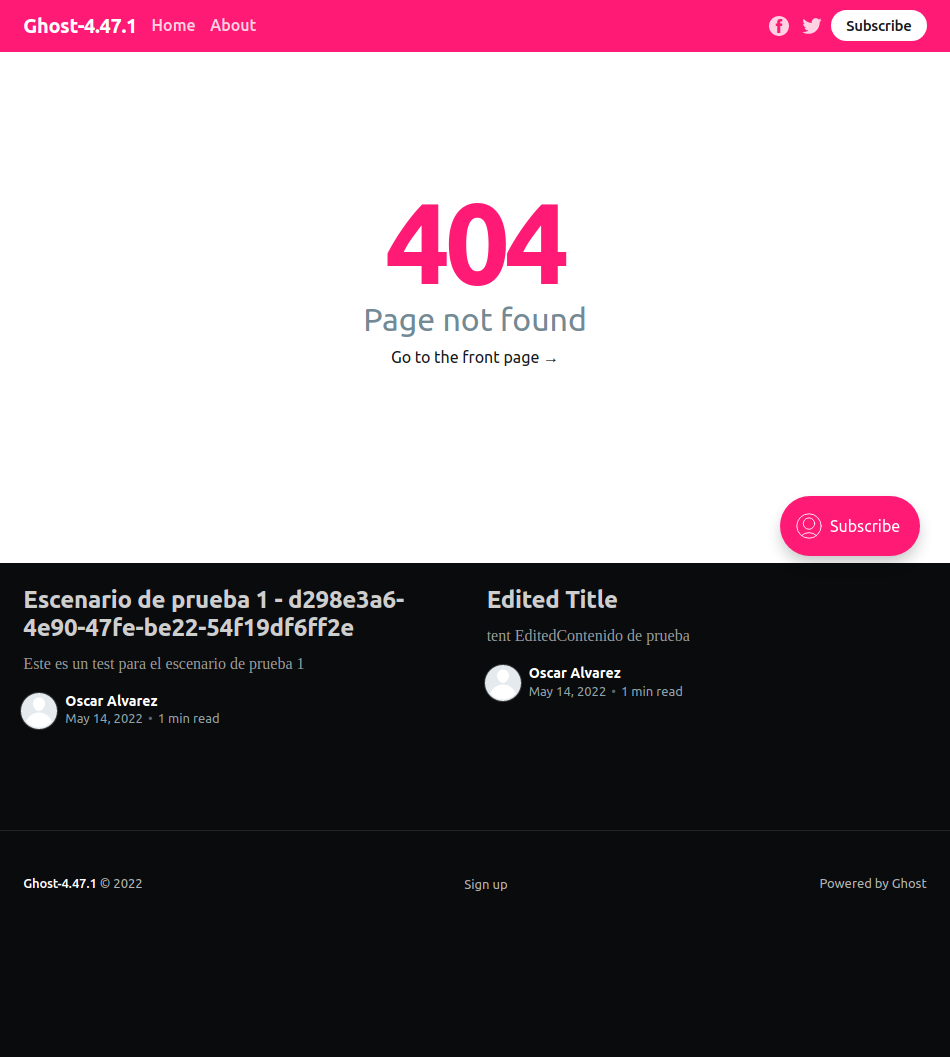 Ghost-4.47.1 Home About Subscribe
404
Page not found
Go to the front page →
Subscribe
Escenario de prueba 1 - d298e3a6-
4e90-47fe-be22-54f19df6ff2e
Este es un test para el escenario de prueba 1
Oscar Alvarez
May 14, 2022 • 1 min read
Edited Title
tent EditedContenido de prueba
Oscar Alvarez
May 14, 2022 • 1 min read
Ghost-4.47.1 © 2022
Sign up
Powered by Ghost